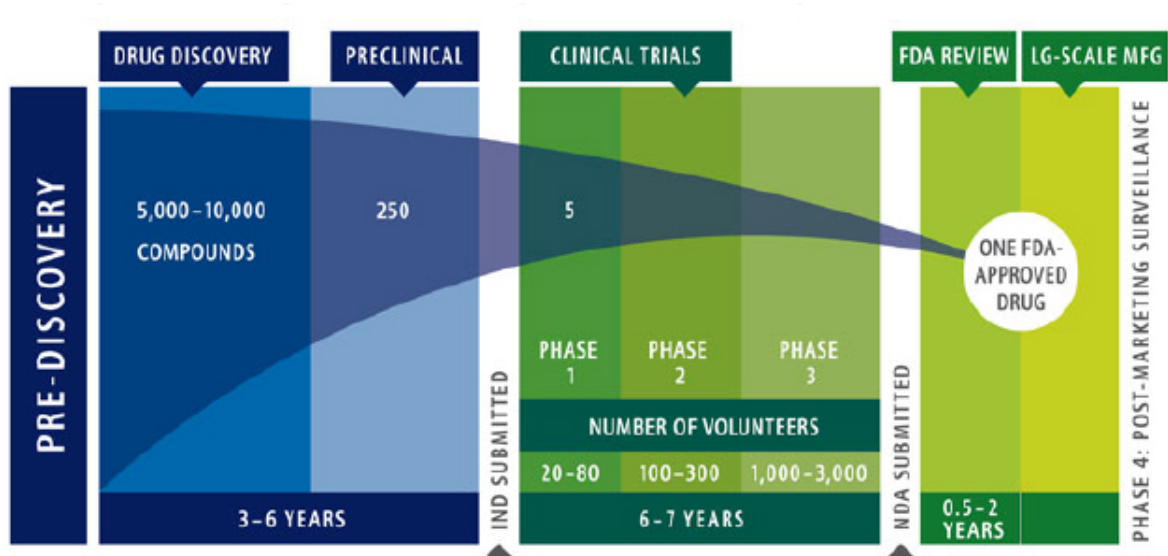 DRUG DISCOVERY
PRECLINICAL
CLINICAL TRIALS
FDA REVIEW
LG-SCALE MFG
PRE-DISCOVERY
5,000–10,000
COMPOUNDS
250
5
ONE FDA-
APPROVED
DRUG
PHASE
1
PHASE
2
PHASE
3
NUMBER OF VOLUNTEERS
20–80
100–300
1,000–3,000
IND SUBMITTED
NDA SUBMITTED
3–6 YEARS
6–7 YEARS
0.5–2
YEARS
PHASE 4: POST-MARKETING SURVEILLANCE